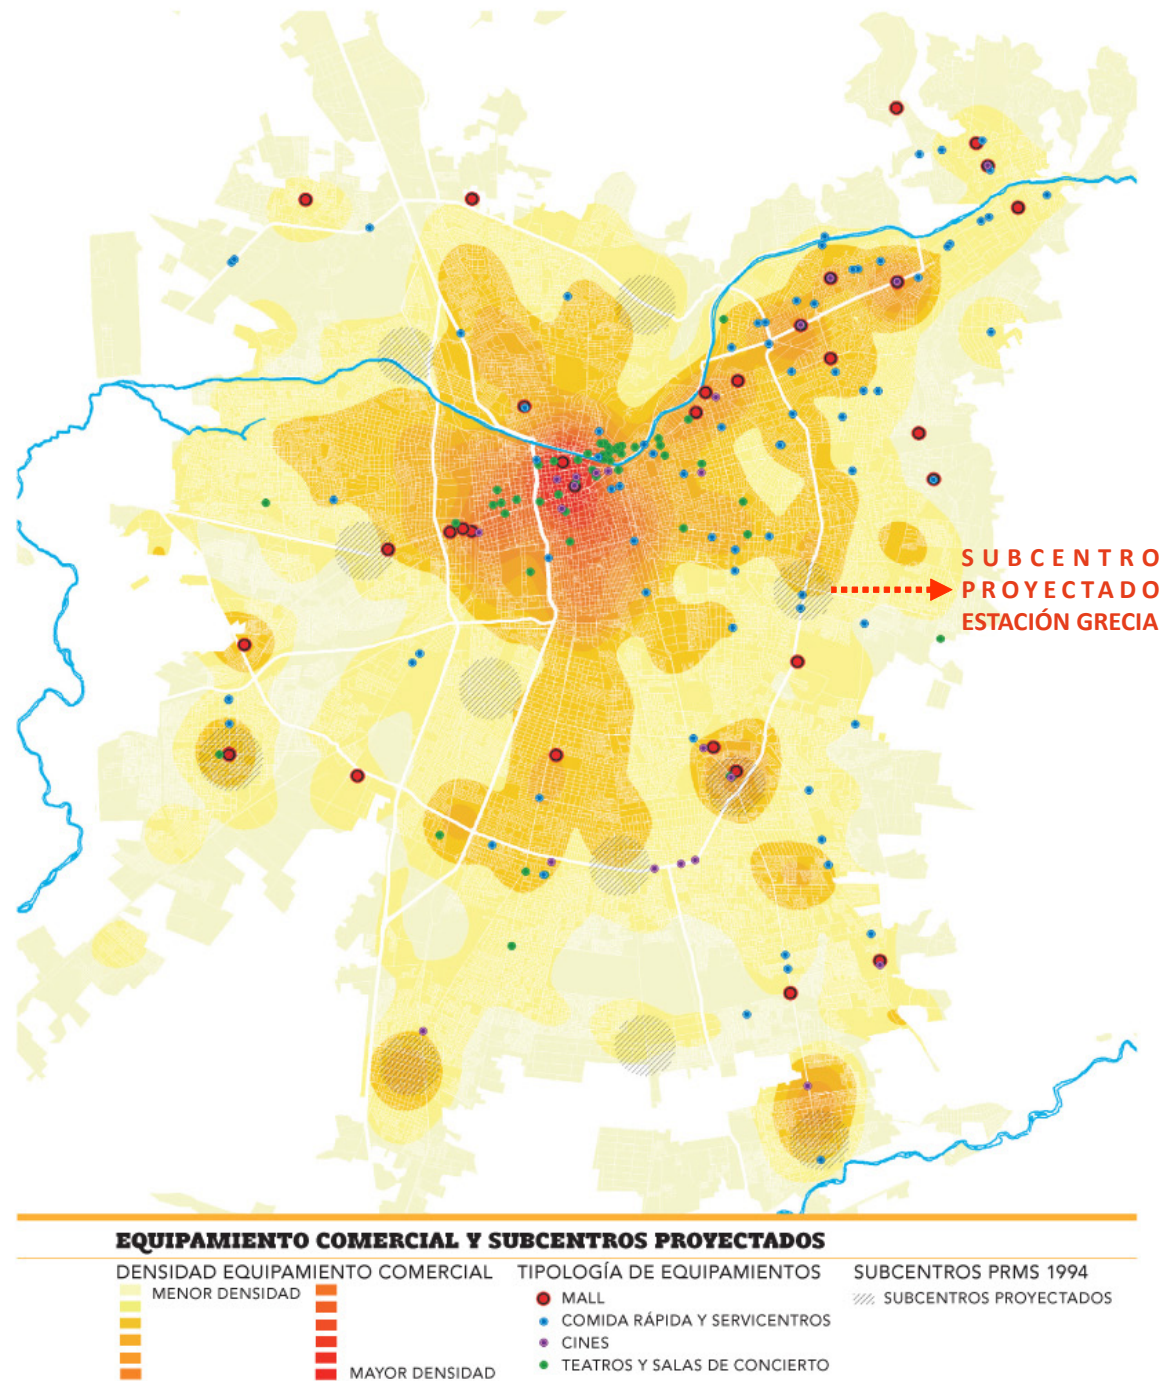 SUBCENTRO
PROYECTADO
ESTACIÓN GRECIA
EQUIPAMIENTO COMERCIAL Y SUBCENTROS PROYECTADOS
DENSIDAD EQUIPAMIENTO COMERCIAL
MENOR DENSIDAD
MAYOR DENSIDAD
TIPOLOGÍA DE EQUIPAMIENTOS
MALL
COMIDA RÁPIDA Y SERVICENTROS
CINES
TEATROS Y SALAS DE CONCIERTO
SUBCENTROS PRMS 1994
SUBCENTROS PROYECTADOS